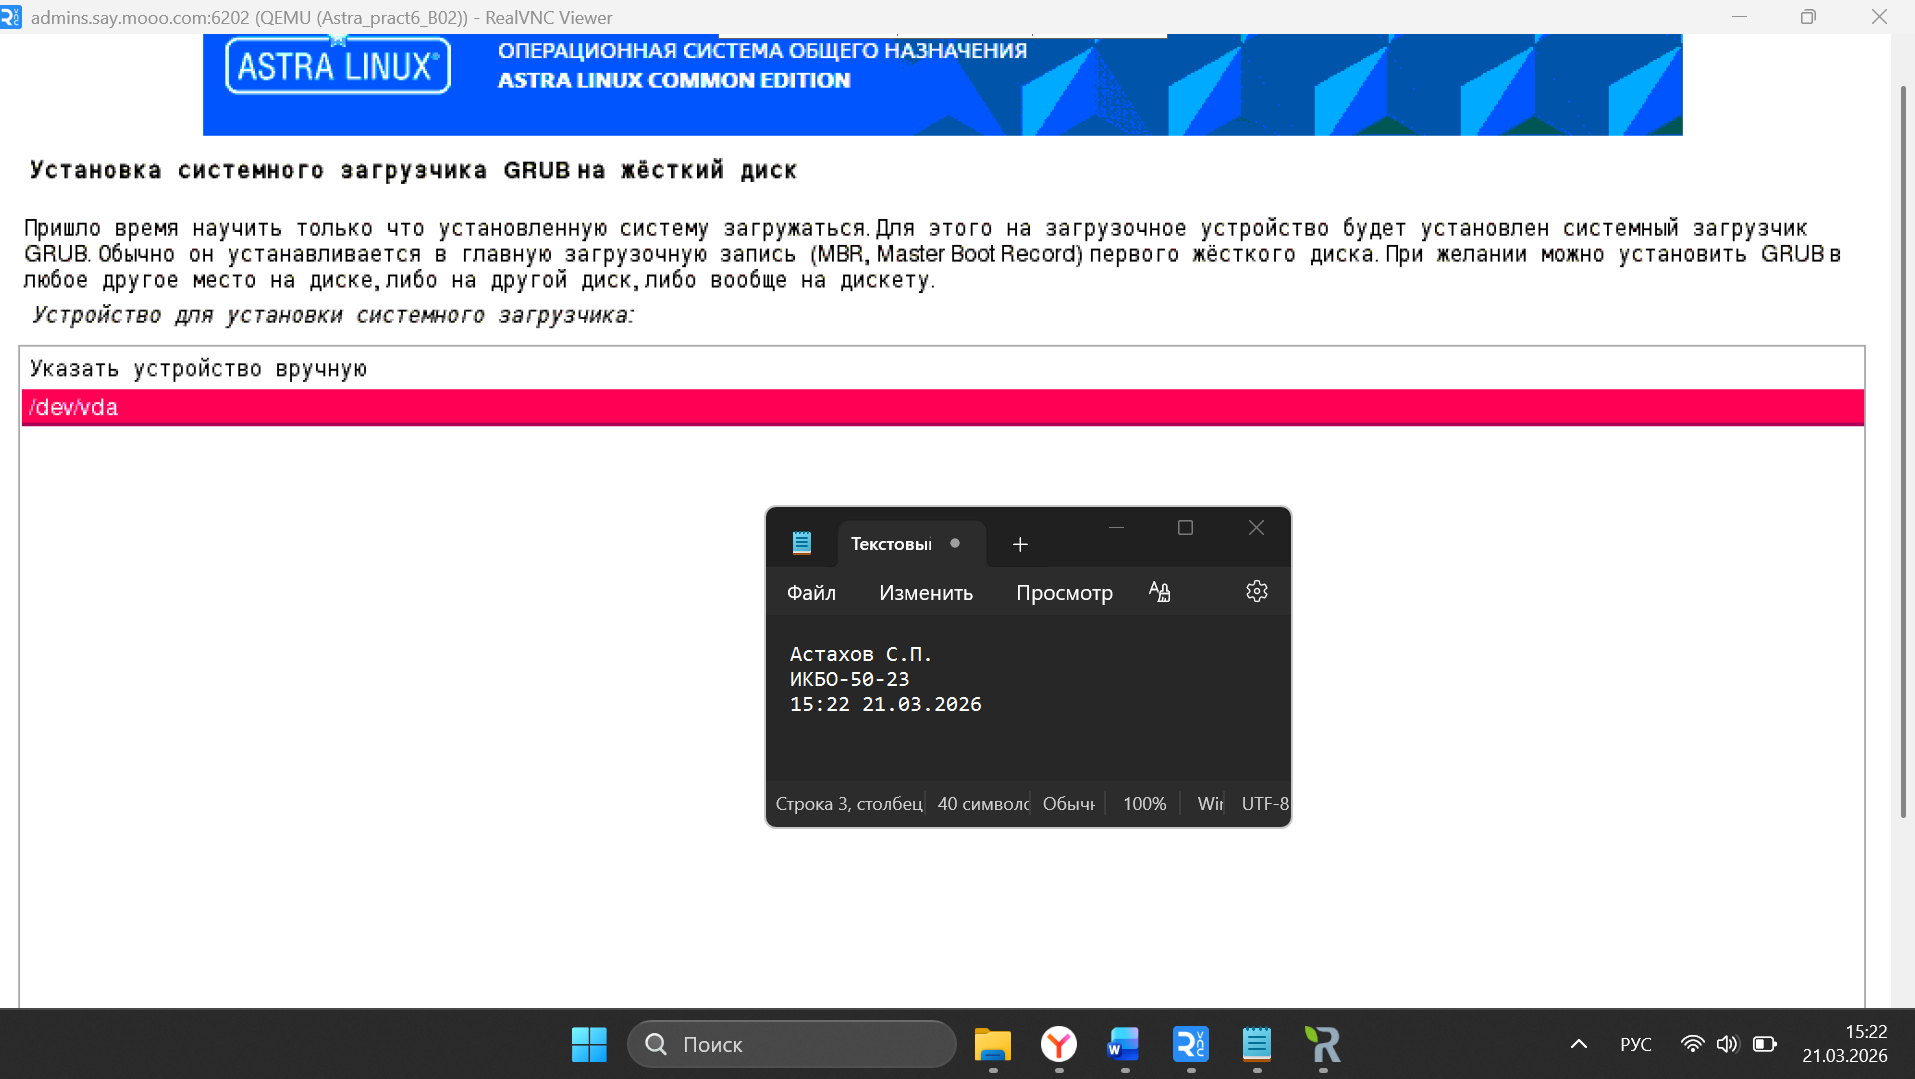 admins.say.mooo.com:6202 (QEMU (Astra_pract6_B02)) - RealVNC Viewer
ASTRA LINUX®
ОПЕРАЦИОННАЯ СИСТЕМА ОБЩЕГО НАЗНАЧЕНИЯ
ASTRA LINUX COMMON EDITION
Установка системного загрузчика GRUB на жёсткий диск
Пришло время научить только что установленную систему загружаться. Для этого на загрузочное устройство будет установлен системный загрузчик
GRUB. Обычно он устанавливается в главную загрузочную запись (MBR, Master Boot Record) первого жёсткого диска. При желании можно установить GRUB в
любое другое место на диске, либо на другой диск, либо вообще на дискету.
Устройство для установки системного загрузчика:
Указать устройство вручную
/dev/vda
Текстовый
Файл
Изменить
Просмотр
Астахов С.П.
ИКБО-50-23
15:22 21.03.2026
Строка 3, столбец
40 символо
Обычн
100%
Win
UTF-8
Поиск
РУС
15:22
21.03.2026